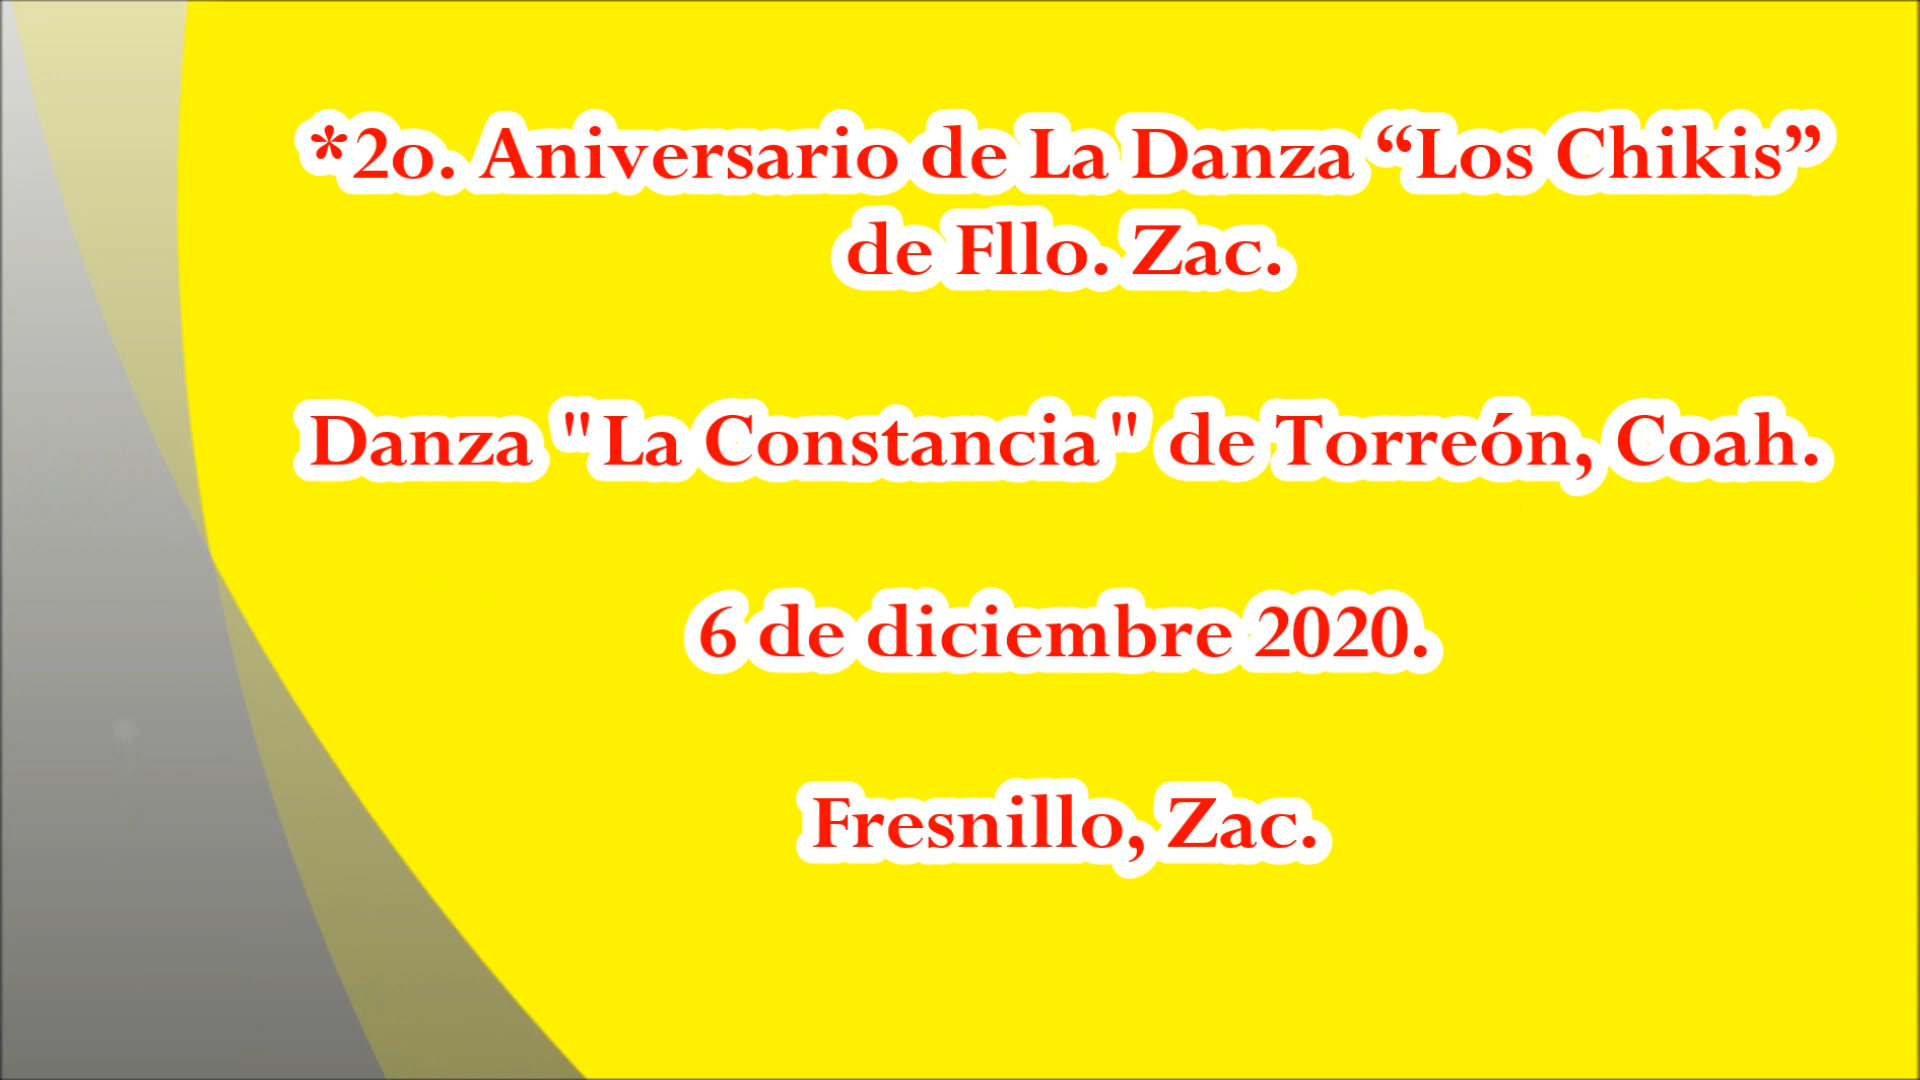 *2o. Aniversario de La Danza “Los Chikis”
de Fllo. Zac.
Danza "La Constancia" de Torreón, Coah.
6 de diciembre 2020.
Fresnillo, Zac.